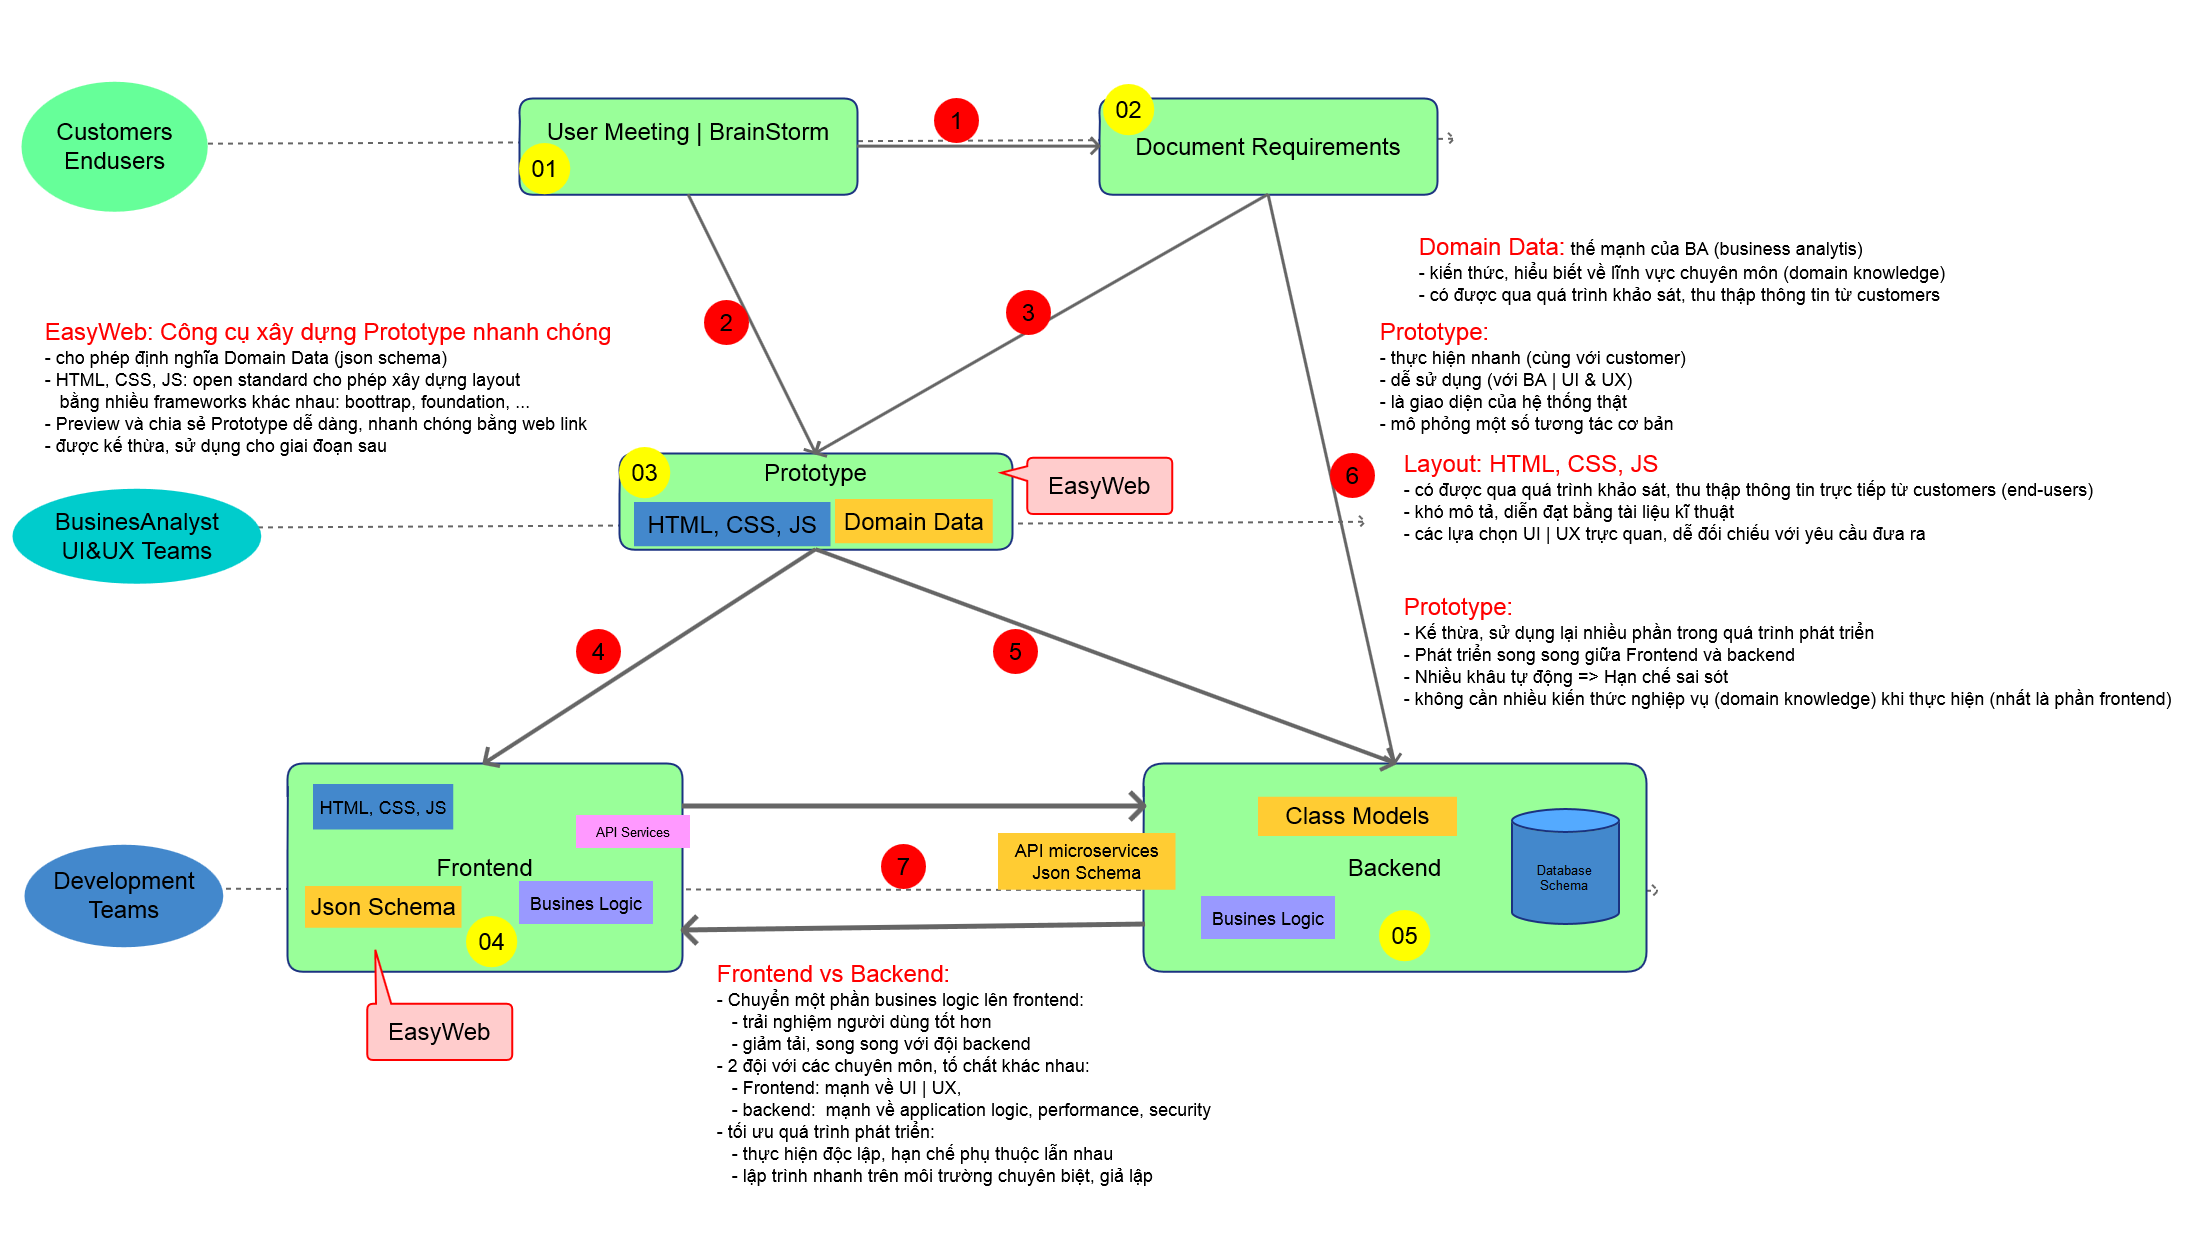 Customers
Endusers
User Meeting | BrainStorm
01
1
02
Document Requirements
Domain Data: thế mạnh của BA (business analytis)
- kiến thức, hiểu biết về lĩnh vực chuyên môn (domain knowledge)
- có được qua quá trình khảo sát, thu thập thông tin từ customers
2
3
EasyWeb: Công cụ xây dựng Prototype nhanh chóng
- cho phép định nghĩa Domain Data (json schema)
- HTML, CSS, JS: open standard cho phép xây dựng layout
bằng nhiều frameworks khác nhau: boottrap, foundation, ...
- Preview và chia sẻ Prototype dễ dàng, nhanh chóng bằng web link
- được kế thừa, sử dụng cho giai đoạn sau
Prototype:
- thực hiện nhanh (cùng với customer)
- dễ sử dụng (với BA | UI & UX)
- là giao diện của hệ thống thật
- mô phỏng một số tương tác cơ bản
BusinesAnalyst
UI&UX Teams
03
Prototype
HTML, CSS, JS
Domain Data
EasyWeb
6
Layout: HTML, CSS, JS
- có được qua quá trình khảo sát, thu thập thông tin trực tiếp từ customers (end-users)
- khó mô tả, diễn đạt bằng tài liệu kĩ thuật
- các lựa chọn UI | UX trực quan, dễ đối chiếu với yêu cầu đưa ra
4
5
Prototype:
- Kế thừa, sử dụng lại nhiều phần trong quá trình phát triển
- Phát triển song song giữa Frontend và backend
- Nhiều khâu tự động => Hạn chế sai sót
- không cần nhiều kiến thức nghiệp vụ (domain knowledge) khi thực hiện (nhất là phần frontend)
Development
Teams
HTML, CSS, JS
API Services
Frontend
Json Schema
Busines Logic
04
EasyWeb
7
API microservices
Json Schema
Class Models
Backend
Database
Schema
Busines Logic
05
Frontend vs Backend:
- Chuyển một phần busines logic lên frontend:
- trải nghiệm người dùng tốt hơn
- giảm tải, song song với đội backend
- 2 đội với các chuyên môn, tố chất khác nhau:
- Frontend: mạnh về UI | UX,
- backend:  mạnh về application logic, performance, security
- tối ưu quá trình phát triển:
- thực hiện độc lập, hạn chế phụ thuộc lẫn nhau
- lập trình nhanh trên môi trường chuyên biệt, giả lập